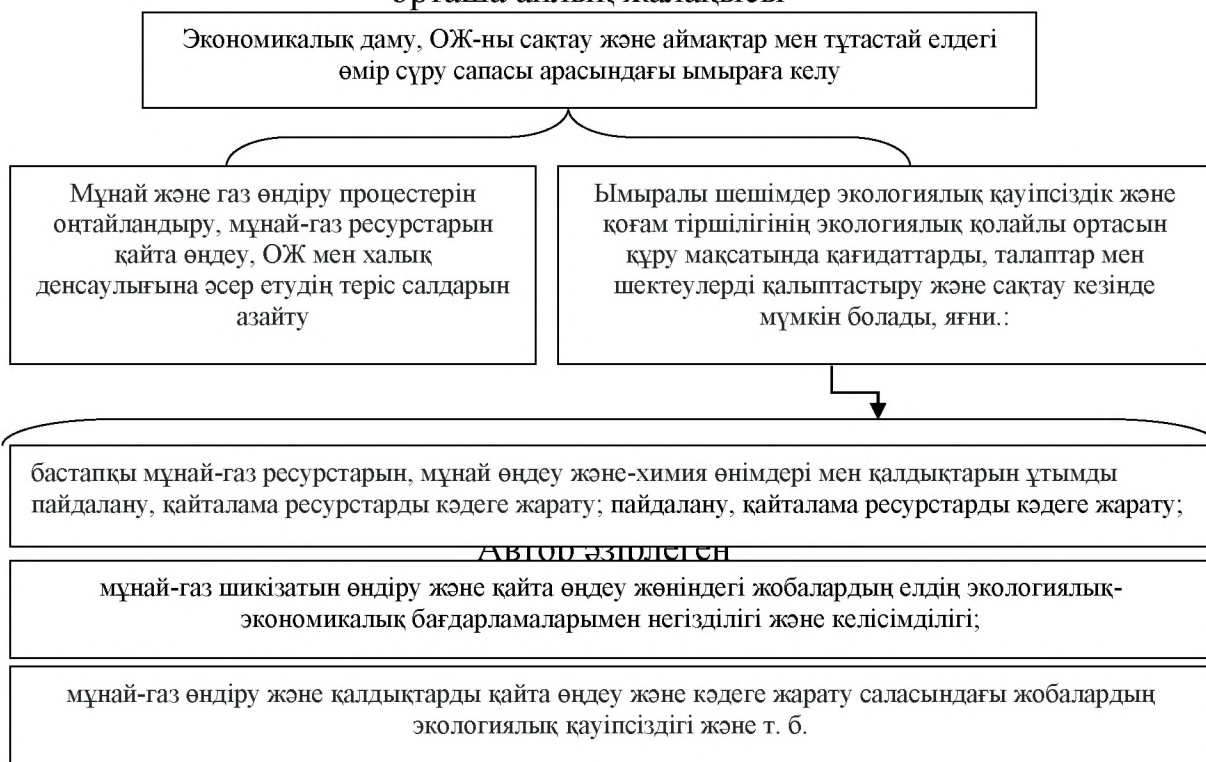 орташа айлық жалақысы
Экономикалық даму, ОЖ-ны сақтау және аймақтар мен тұтастай елдегі
өмір сүру сапасы арасындағы ымыраға келу
Мұнай және газ өндіру процестерін
оңтайландыру, мұнай-газ ресурстарын
қайта өңдеу, ОЖ мен халық
денсаулығына әсер етудің теріс салдарын
азайту
Ымыралы шешімдер экологиялық қауіпсіздік және
қоғам тіршілігінің экологиялық қолайлы ортасын
құру мақсатында қағидаттарды, талаптар мен
шектеулерді қалыптастыру және сақтау кезінде
мүмкін болады, яғни.:
бастапқы мұнай-газ ресурстарын, мұнай өңдеу және-химия өнімдері мен қалдықтарын ұтымды
пайдалану, қайталама ресурстарды кәдеге жарату; пайдалану, қайталама ресурстарды кәдеге жарату;
Автор әзірлеген
мұнай-газ шикізатын өндіру және қайта өңдеу жөніндегі жобалардың елдің экологиялық-
экономикалық бағдарламаларымен негізділігі және келісімділігі;
мұнай-газ өндіру және қалдықтарды қайта өңдеу және кәдеге жарату саласындағы жобалардың
экологиялық қауіпсіздігі және т. б.